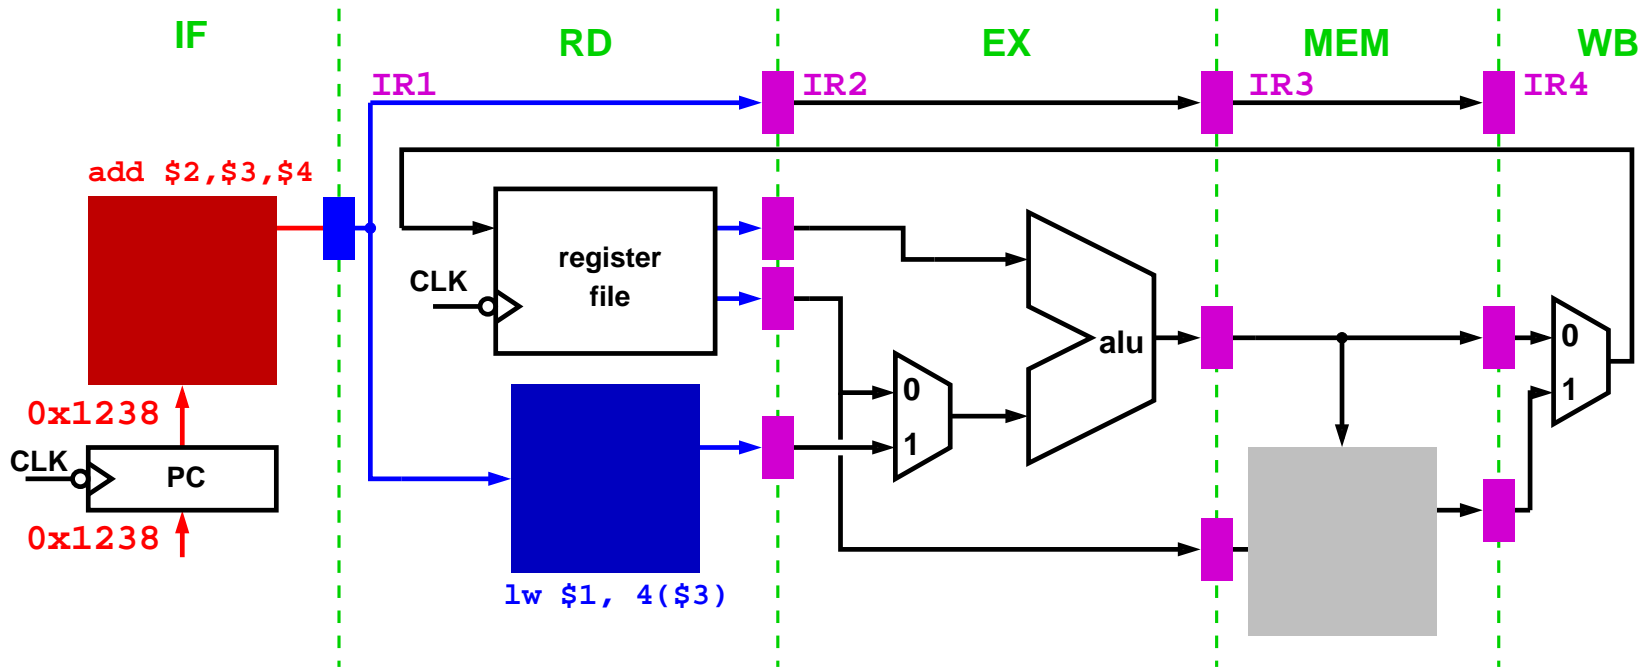 IF
RD
EX
MEM
WB
IR1
IR2
IR3
IR4
add $2,$3,$4
register
file
CLK
alu
0
1
0
1
0x1238
CLK
PC
0x1238
lw $1, 4($3)